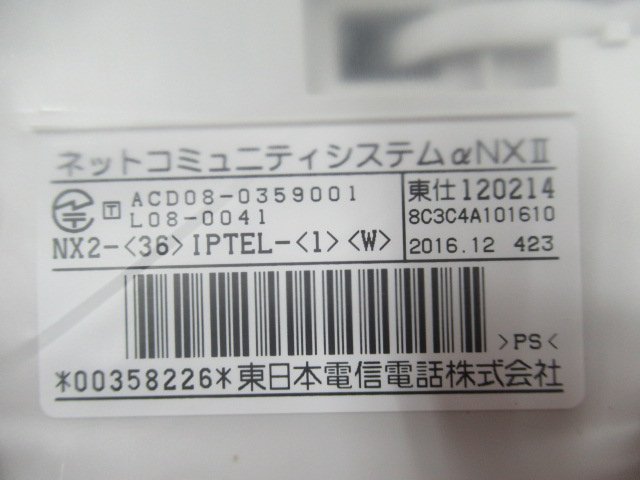 ネットコミュニティシステムαNXⅡ
T ACD08-0359001
L08-0041
NX2-<36>IPTEL-<1><W>
東仕120214
8C3C4A101610
2016.12 423
>PS<
*00358226*東日本電信電話株式会社